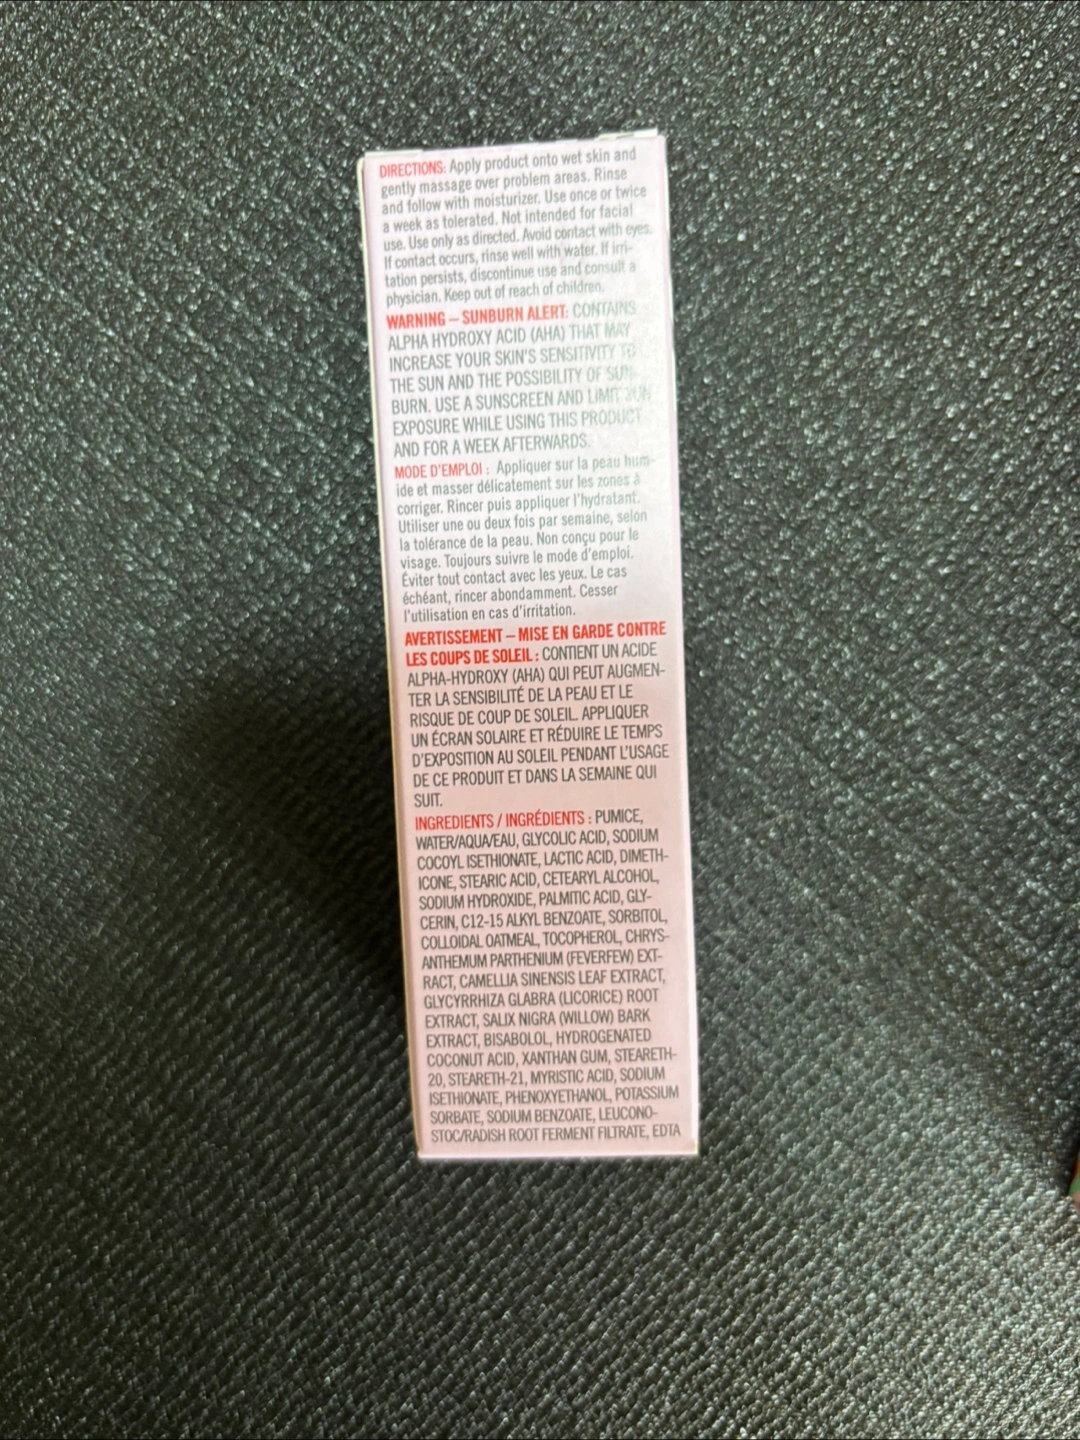 DIRECTIONS: Apply product onto wet skin and
gently massage over problem areas. Rinse
and follow with moisturizer. Use once or twice
a week as tolerated. Not intended for facial
use. Use only as directed. Avoid contact with eyes.
If contact occurs, rinse well with water. If irri-
tation persists, discontinue use and consult a
physician. Keep out of reach of children.
WARNING – SUNBURN ALERT: CONTAINS
ALPHA HYDROXY ACID (AHA) THAT MAY
INCREASE YOUR SKIN'S SENSITIVITY TO
THE SUN AND THE POSSIBILITY OF SUN-
BURN. USE A SUNSCREEN AND LIMIT SUN
EXPOSURE WHILE USING THIS PRODUCT
AND FOR A WEEK AFTERWARDS.
MODE D'EMPLOI : Appliquer sur la peau hum-
ide et masser délicatement sur les zones à
corriger. Rincer puis appliquer l'hydratant.
Utiliser une ou deux fois par semaine, selon
la tolérance de la peau. Non conçu pour le
visage. Toujours suivre le mode d'emploi.
Éviter tout contact avec les yeux. Le cas
échéant, rincer abondamment. Cesser
l'utilisation en cas d'irritation.
AVERTISSEMENT – MISE EN GARDE CONTRE
LES COUPS DE SOLEIL : CONTIENT UN ACIDE
ALPHA-HYDROXY (AHA) QUI PEUT AUGMEN-
TER LA SENSIBILITÉ DE LA PEAU ET LE
RISQUE DE COUP DE SOLEIL. APPLIQUER
UN ÉCRAN SOLAIRE ET RÉDUIRE LE TEMPS
D'EXPOSITION AU SOLEIL PENDANT L'USAGE
DE CE PRODUIT ET DANS LA SEMAINE QUI
SUIT.
INGREDIENTS / INGRÉDIENTS : PUMICE,
WATER/AQUA/EAU, GLYCOLIC ACID, SODIUM
COCOYL ISETHIONATE, LACTIC ACID, DIMETH-
ICONE, STEARIC ACID, CETEARYL ALCOHOL,
SODIUM HYDROXIDE, PALMITIC ACID, GLY-
CERIN, C12-15 ALKYL BENZOATE, SORBITOL,
COLLOIDAL OATMEAL, TOCOPHEROL, CHRYS-
ANTHEMUM PARTHENIUM (FEVERFEW) EXT-
RACT, CAMELLIA SINENSIS LEAF EXTRACT,
GLYCYRRHIZA GLABRA (LICORICE) ROOT
EXTRACT, SALIX NIGRA (WILLOW) BARK
EXTRACT, BISABOLOL, HYDROGENATED
COCONUT ACID, XANTHAN GUM, STEARETH-
20, STEARETH-21, MYRISTIC ACID, SODIUM
ISETHIONATE, PHENOXYETHANOL, POTASSIUM
SORBATE, SODIUM BENZOATE, LEUCONO-
STOC/RADISH ROOT FERMENT FILTRATE, EDTA